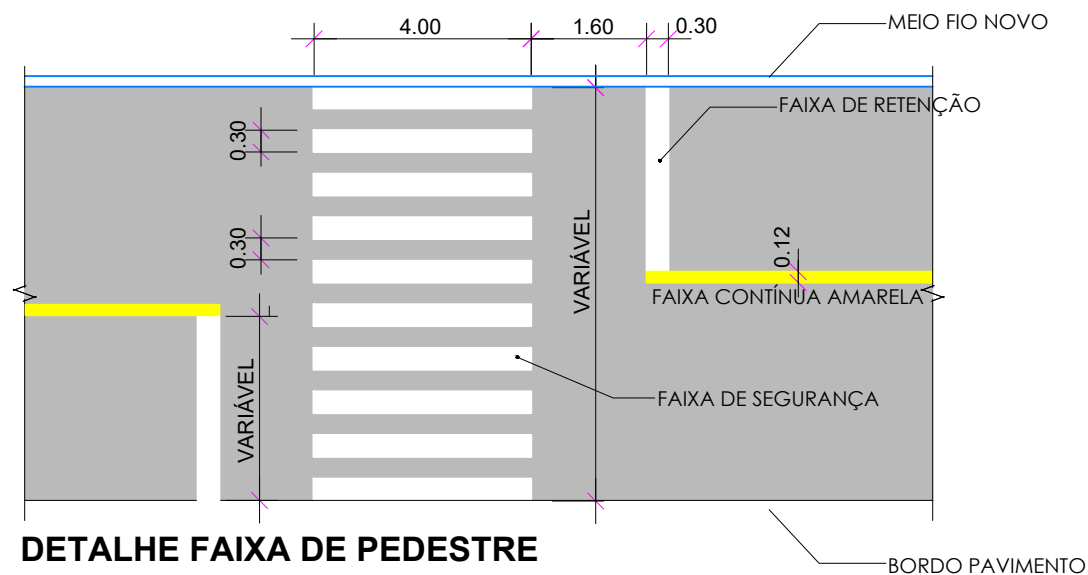 4.00
1.60
0.30
MEIO FIO NOVO
FAIXA DE RETENÇÃO
0.30
0.30
VARIÁVEL
0.12
FAIXA CONTÍNUA AMARELA
VARIÁVEL
FAIXA DE SEGURANÇA
DETALHE FAIXA DE PEDESTRE
BORDO PAVIMENTO